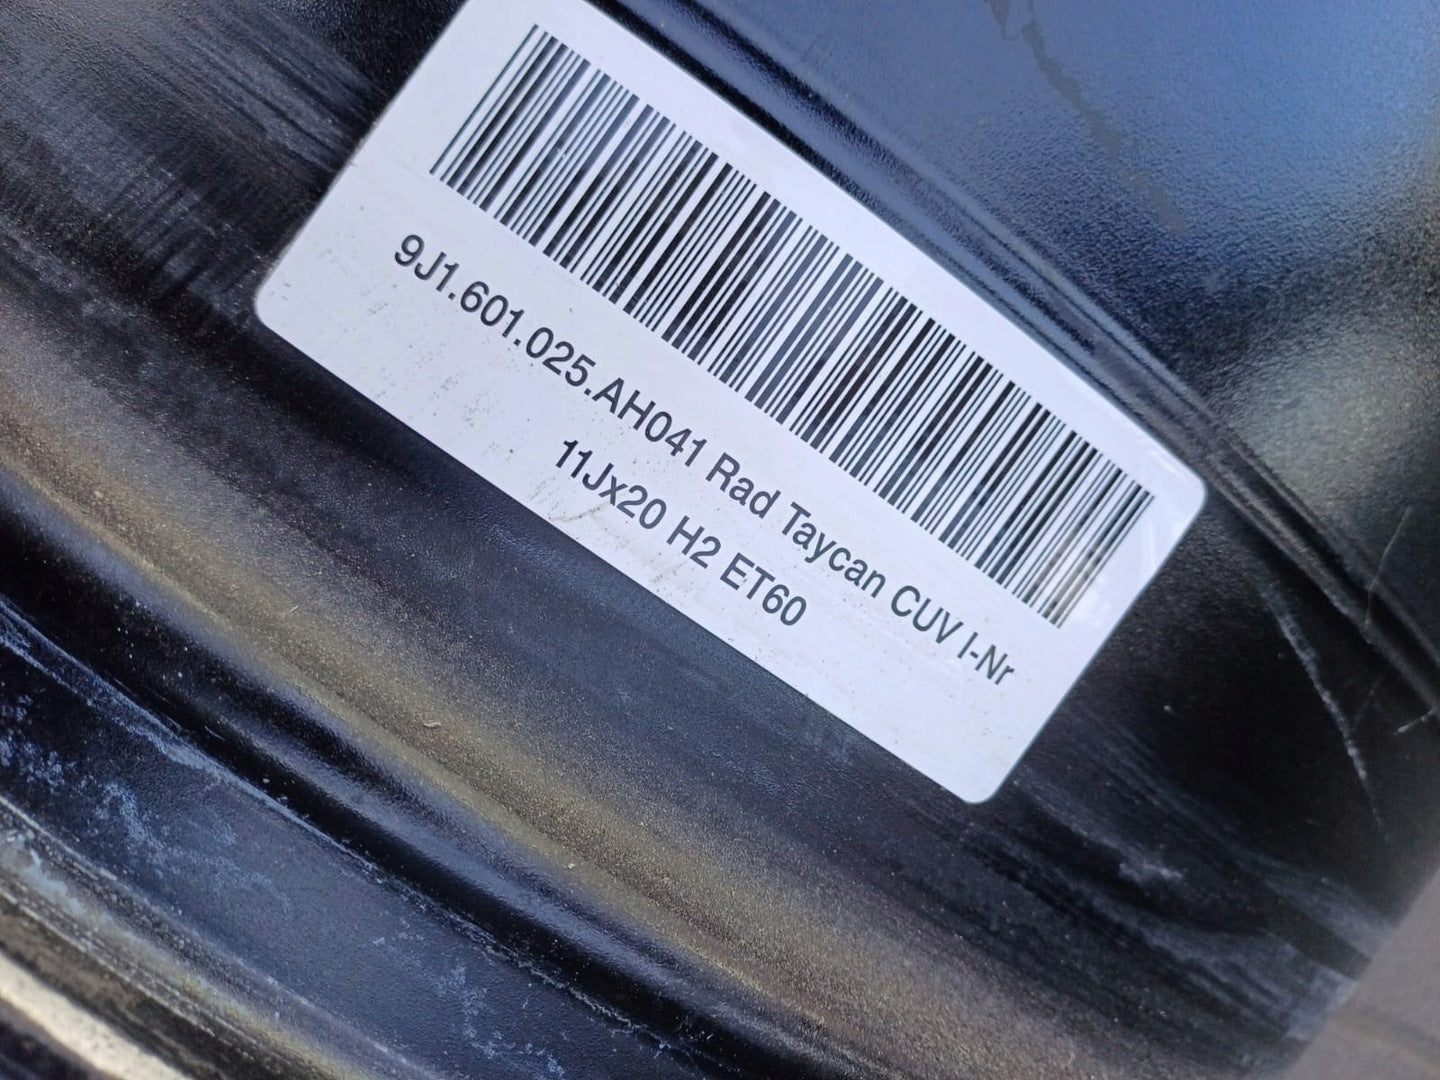 9J1.601.025.AH041 Rad Taycan CUV I-Nr
11Jx20 H2 ET60